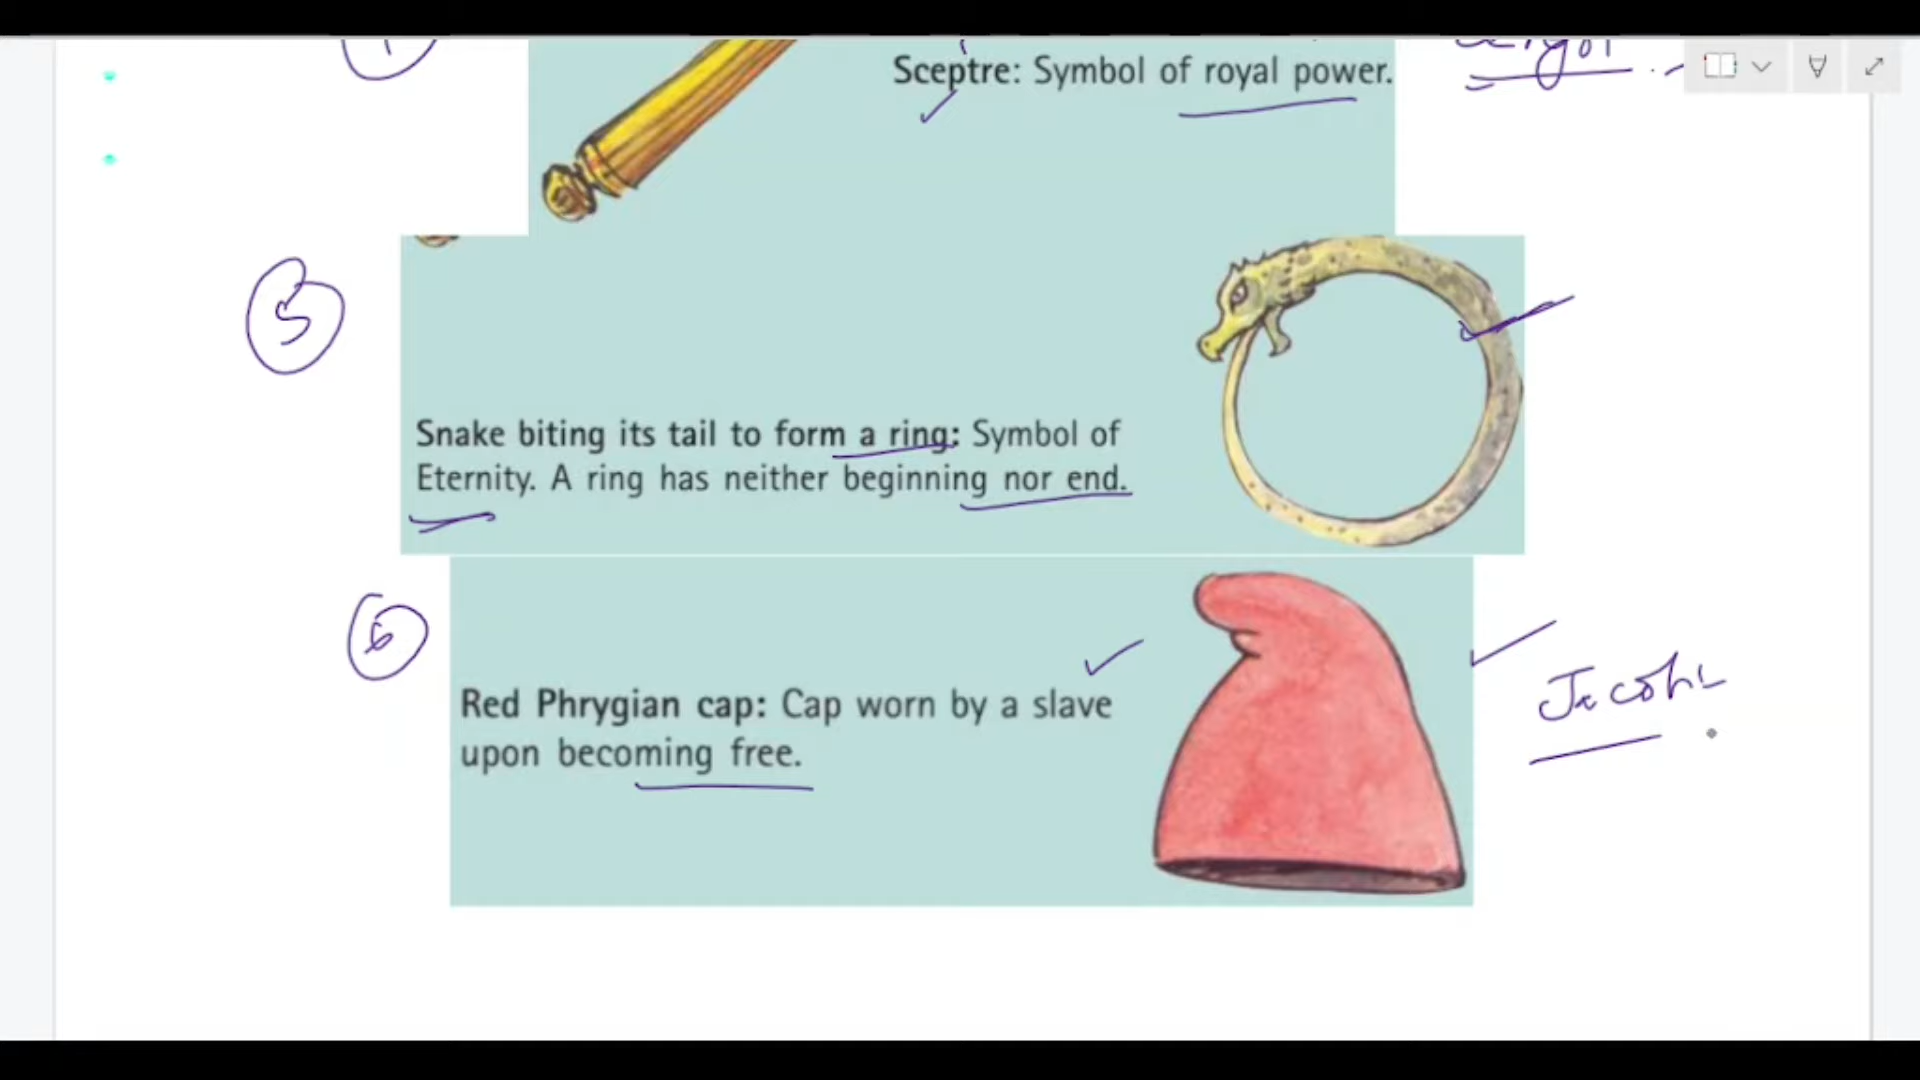 Sceptre: Symbol of royal power.
5
Snake biting its tail to form a ring: Symbol of
Eternity. A ring has neither beginning nor end.
6
Red Phrygian cap: Cap worn by a slave
upon becoming free.